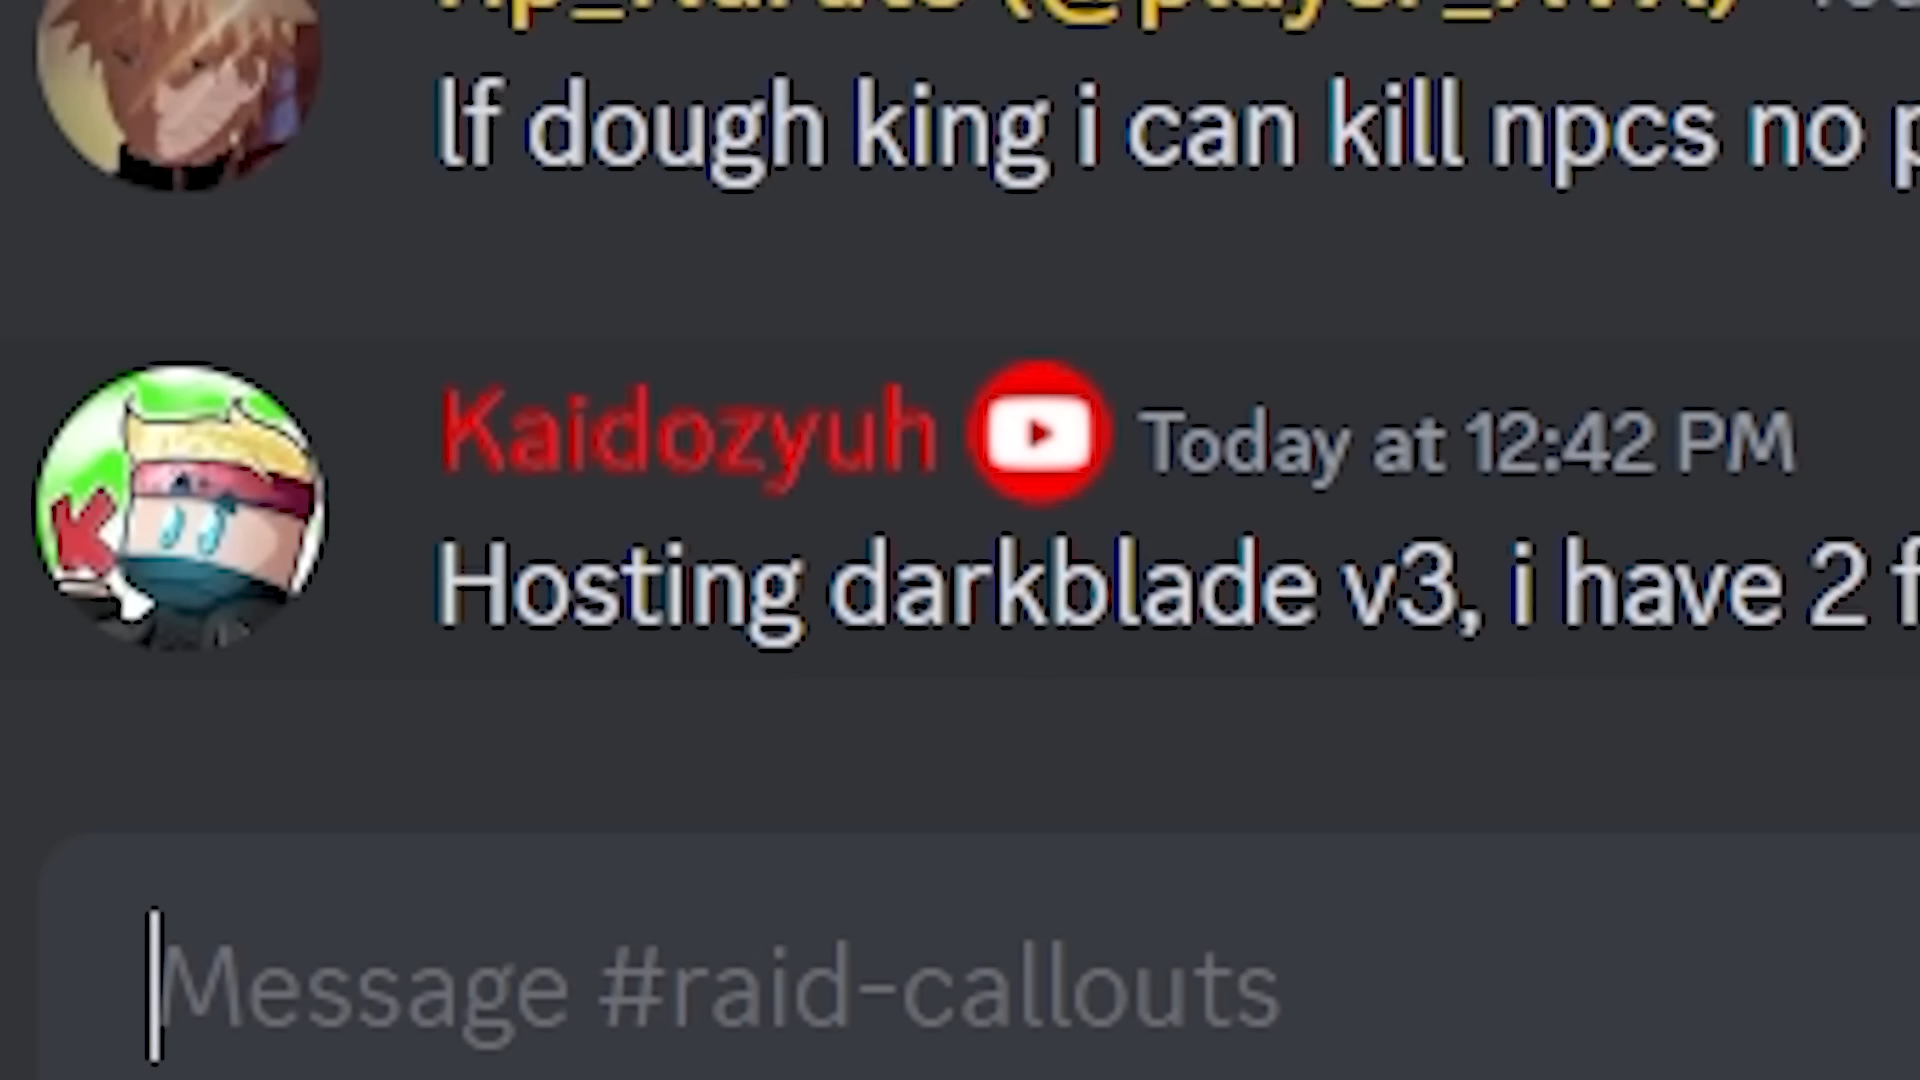 lf dough king i can kill npcs no
Kaidozyuh Today at 12:42 PM
Hosting darkblade v3, i have 2
Message #raid-callouts